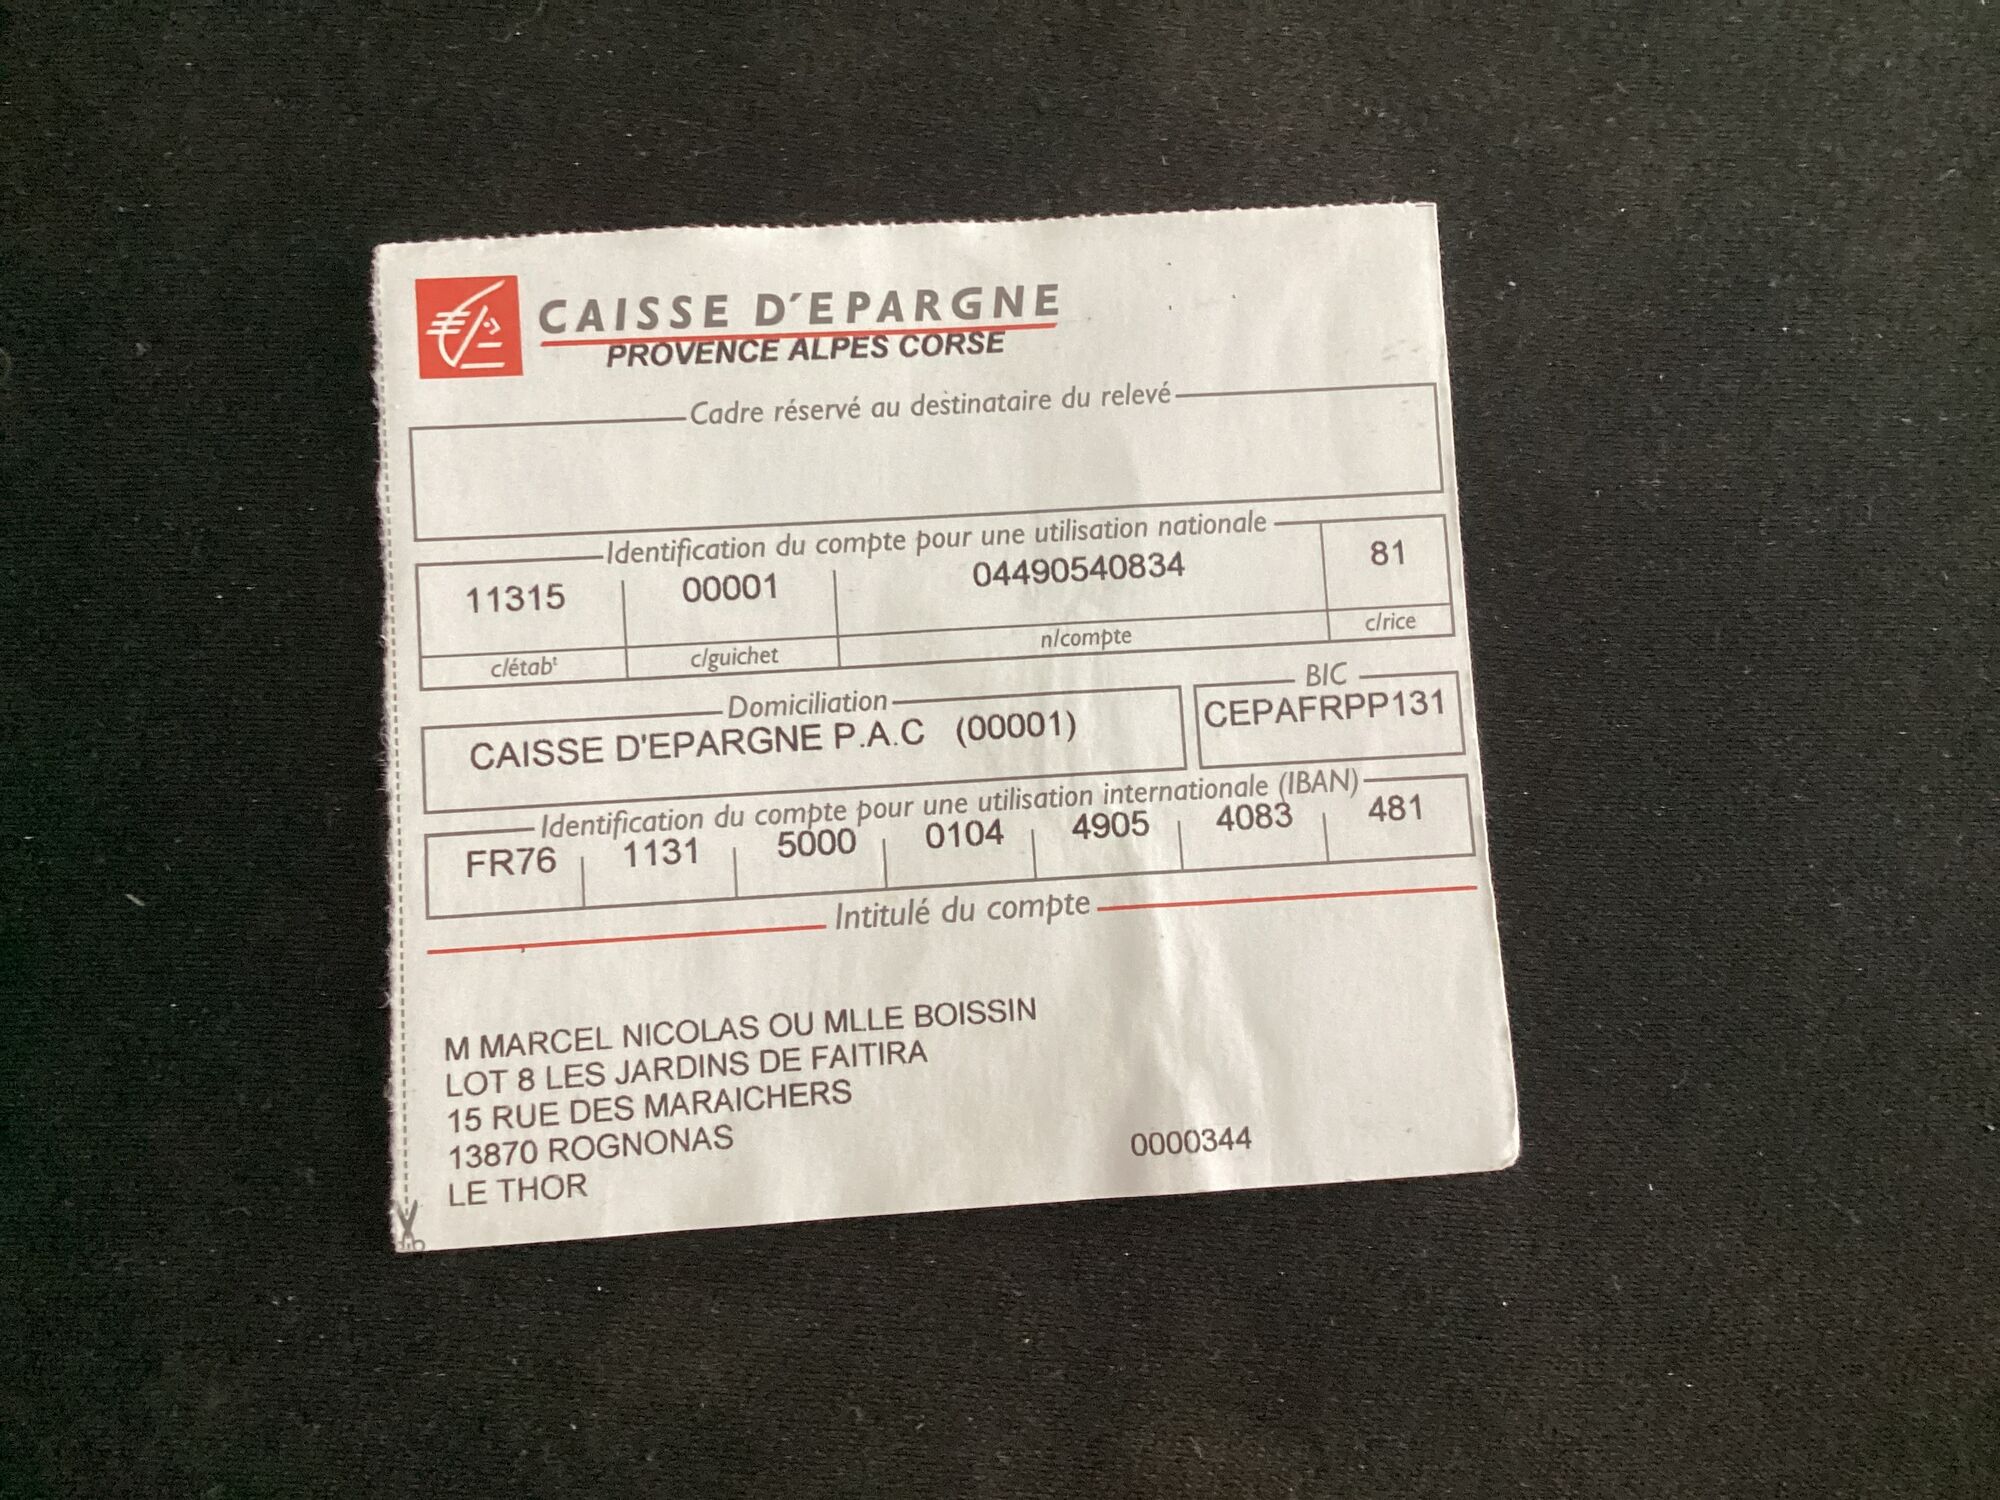 CAISSE D'EPARGNE
PROVENCE ALPES CORSE
Cadre réservé au destinataire du relevé
Identification du compte pour une utilisation nationale
11315 00001 04490540834 81
c/étabᵗ c/guichet n/compte c/rice
Domiciliation BIC
CAISSE D'EPARGNE P.A.C (00001) CEPAFRPP131
Identification du compte pour une utilisation internationale (IBAN)
FR76 1131 5000 0104 4905 4083 481
Intitulé du compte
M MARCEL NICOLAS OU MLLE BOISSIN
LOT 8 LES JARDINS DE FAITIRA
15 RUE DES MARAICHERS
13870 ROGNONAS 0000344
LE THOR